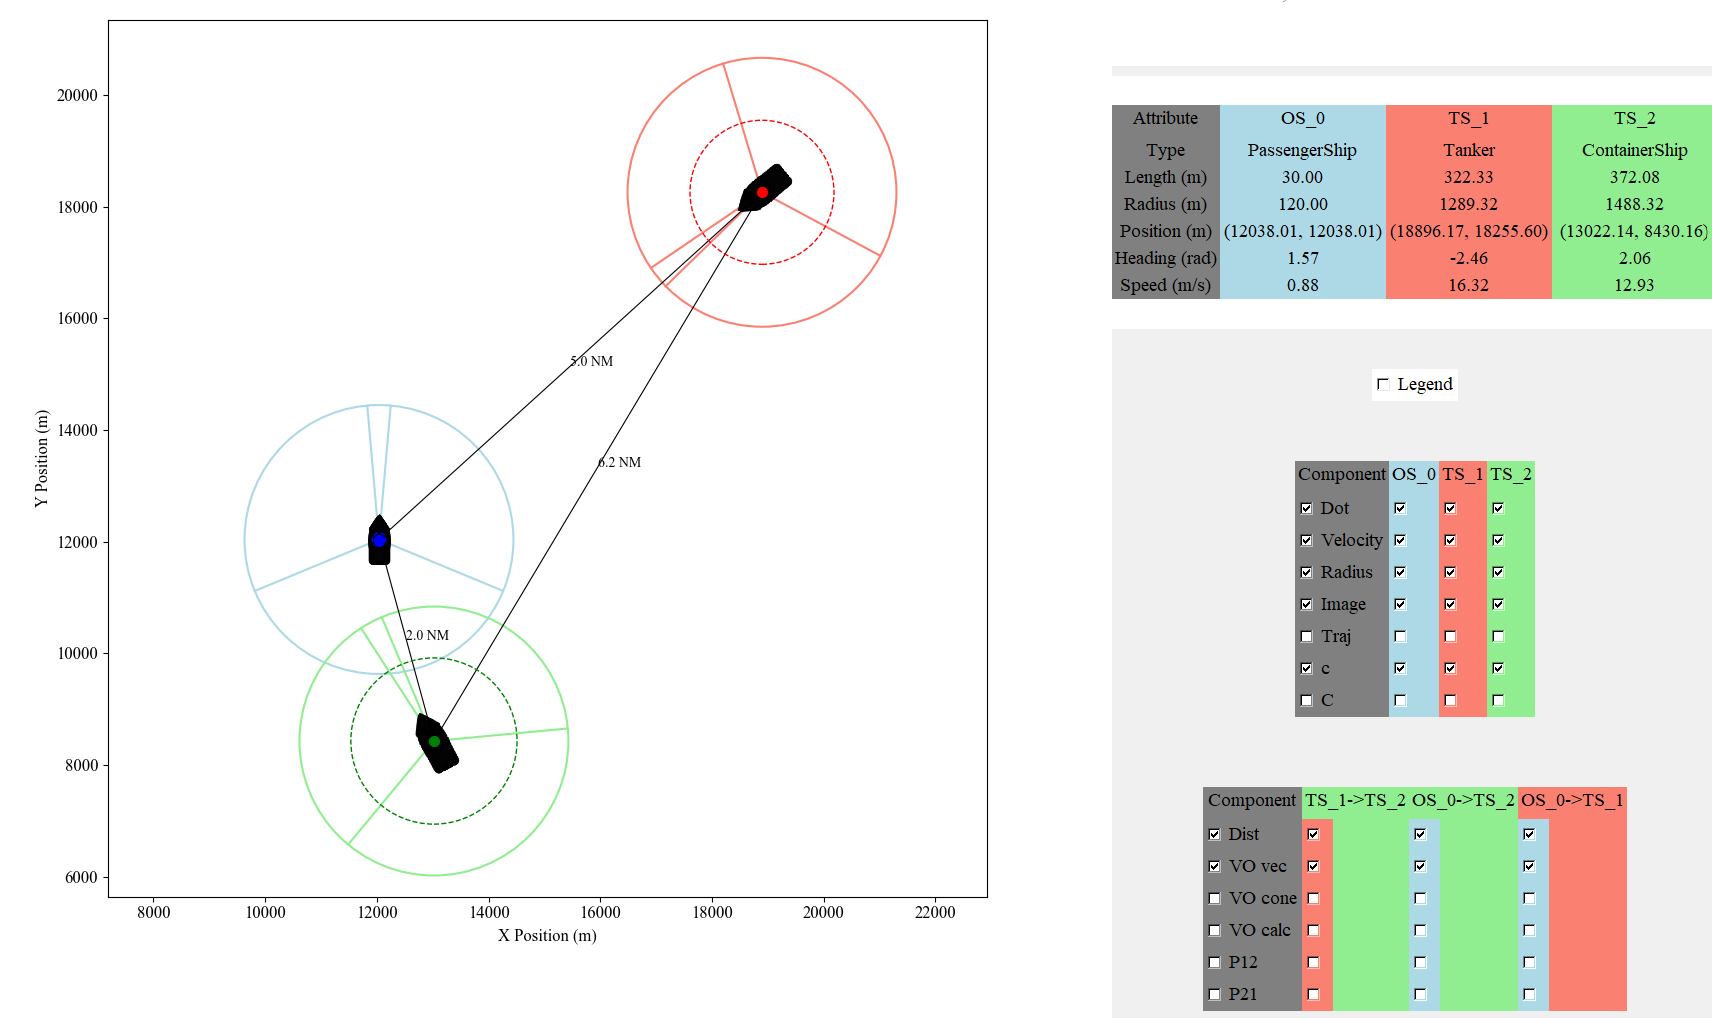 20000
18000
16000
14000
12000
10000
8000
6000
Y Position (m)
5.0 NM
6.2 NM
2.0 NM
8000 10000 12000 14000 16000 18000 20000 22000
X Position (m)
Attribute OS_0 TS_1 TS_2
Type PassengerShip Tanker ContainerShip
Length (m) 30.00 322.33 372.08
Radius (m) 120.00 1289.32 1488.32
Position (m) (12038.01, 12038.01) (18896.17, 18255.60) (13022.14, 8430.16)
Heading (rad) 1.57 -2.46 2.06
Speed (m/s) 0.88 16.32 12.93
Legend
Component OS_0 TS_1 TS_2
Dot
Velocity
Radius
Image
Traj
c
C
Component TS_1->TS_2 OS_0->TS_2 OS_0->TS_1
Dist
VO vec
VO cone
VO calc
P12
P21